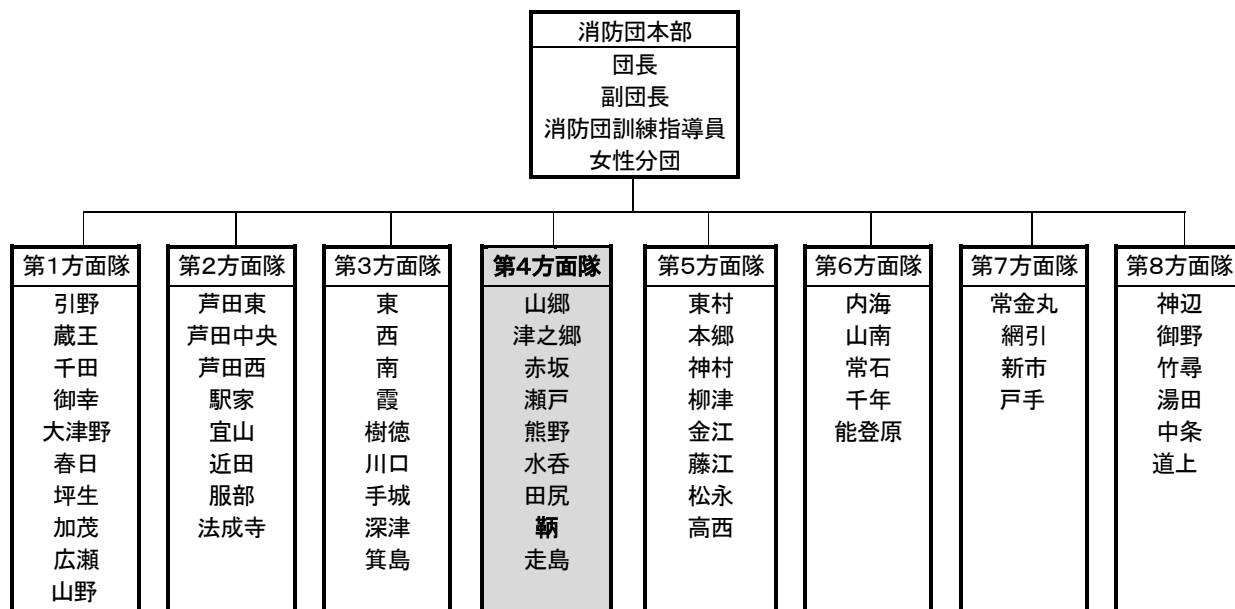 消防団本部
団長
副団長
消防団訓練指導員
女性分団
第1方面隊
引野
蔵王
千田
御幸
大津野
春日
坪生
加茂
広瀬
山野
第2方面隊
芦田東
芦田中央
芦田西
駅家
宜山
近田
服部
法成寺
第3方面隊
東
西
南
霞
樹徳
川口
手城
深津
箕島
第4方面隊
山郷
津之郷
赤坂
瀬戸
熊野
水呑
田尻
鞆
走島
第5方面隊
東村
本郷
神村
柳津
金江
藤江
松永
高西
第6方面隊
内海
山南
常石
千年
能登原
第7方面隊
常金丸
網引
新市
戸手
第8方面隊
神辺
御野
竹尋
湯田
中条
道上